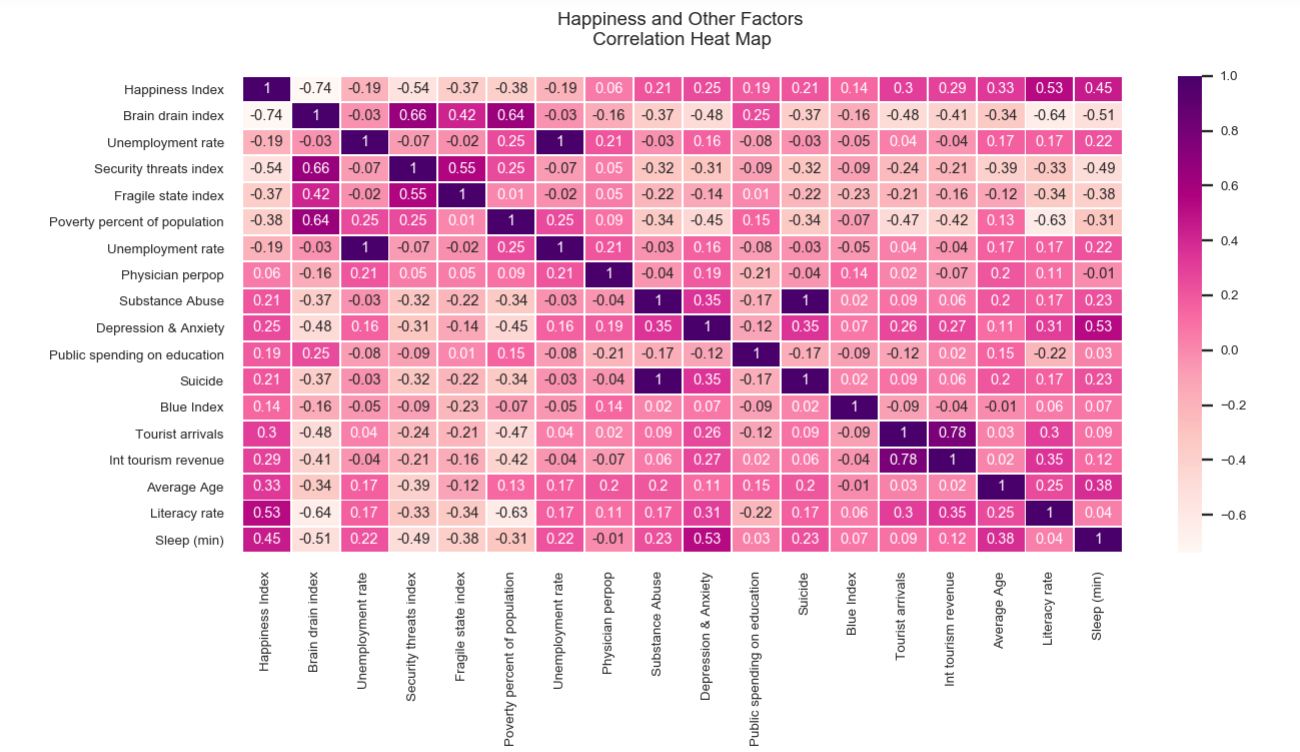 Happiness and Other Factors
Correlation Heat Map
Happiness Index 1 -0.74 -0.19 -0.54 -0.37 -0.38 -0.19 0.06 0.21 0.25 0.19 0.21 0.14 0.3 0.29 0.33 0.53 0.45
Brain drain index -0.74 1 -0.03 0.66 0.42 0.64 -0.03 -0.16 -0.37 -0.48 0.25 -0.37 -0.16 -0.48 -0.41 -0.34 -0.64 -0.51
Unemployment rate -0.19 -0.03 1 -0.07 -0.02 0.25 1 0.21 -0.03 0.16 -0.08 -0.03 -0.05 0.04 -0.04 0.17 0.17 0.22
Security threats index -0.54 0.66 -0.07 1 0.55 0.25 -0.07 0.05 -0.32 -0.31 -0.09 -0.32 -0.09 -0.24 -0.21 -0.39 -0.33 -0.49
Fragile state index -0.37 0.42 -0.02 0.55 1 0.01 -0.02 0.05 -0.22 -0.14 0.01 -0.22 -0.23 -0.21 -0.16 -0.12 -0.34 -0.38
Poverty percent of population -0.38 0.64 0.25 0.25 0.01 1 0.25 0.09 -0.34 -0.45 0.15 -0.34 -0.07 -0.47 -0.42 0.13 -0.63 -0.31
Unemployment rate -0.19 -0.03 1 -0.07 -0.02 0.25 1 0.21 -0.03 0.16 -0.08 -0.03 -0.05 0.04 -0.04 0.17 0.17 0.22
Physician perpop 0.06 -0.16 0.21 0.05 0.05 0.09 0.21 1 -0.04 0.19 -0.21 -0.04 0.14 0.02 -0.07 0.2 0.11 -0.01
Substance Abuse 0.21 -0.37 -0.03 -0.32 -0.22 -0.34 -0.03 -0.04 1 0.35 -0.17 1 0.02 0.09 0.06 0.2 0.17 0.23
Depression & Anxiety 0.25 -0.48 0.16 -0.31 -0.14 -0.45 0.16 0.19 0.35 1 -0.12 0.35 0.07 0.26 0.27 0.11 0.31 0.53
Public spending on education 0.19 0.25 -0.08 -0.09 0.01 0.15 -0.08 -0.21 -0.17 -0.12 1 -0.17 -0.09 -0.12 0.02 0.15 -0.22 0.03
Suicide 0.21 -0.37 -0.03 -0.32 -0.22 -0.34 -0.03 -0.04 1 0.35 -0.17 1 0.02 0.09 0.06 0.2 0.17 0.23
Blue Index 0.14 -0.16 -0.05 -0.09 -0.23 -0.07 -0.05 0.14 0.02 0.07 -0.09 0.02 1 -0.09 -0.04 -0.01 0.06 0.07
Tourist arrivals 0.3 -0.48 0.04 -0.24 -0.21 -0.47 0.04 0.02 0.09 0.26 -0.12 0.09 -0.09 1 0.78 0.03 0.3 0.09
Int tourism revenue 0.29 -0.41 -0.04 -0.21 -0.16 -0.42 -0.04 -0.07 0.06 0.27 0.02 0.06 -0.04 0.78 1 0.02 0.35 0.12
Average Age 0.33 -0.34 0.17 -0.39 -0.12 0.13 0.17 0.2 0.2 0.11 0.15 0.2 -0.01 0.03 0.02 1 0.25 0.38
Literacy rate 0.53 -0.64 0.17 -0.33 -0.34 -0.63 0.17 0.11 0.17 0.31 -0.22 0.17 0.06 0.3 0.35 0.25 1 0.04
Sleep (min) 0.45 -0.51 0.22 -0.49 -0.38 -0.31 0.22 -0.01 0.23 0.53 0.03 0.23 0.07 0.09 0.12 0.38 0.04 1
Happiness Index
Brain drain index
Unemployment rate
Security threats index
Fragile state index
Poverty percent of population
Unemployment rate
Physician perpop
Substance Abuse
Depression & Anxiety
Public spending on education
Suicide
Blue Index
Tourist arrivals
Int tourism revenue
Average Age
Literacy rate
Sleep (min)
1.0
0.8
0.6
0.4
0.2
0.0
−0.2
−0.4
−0.6